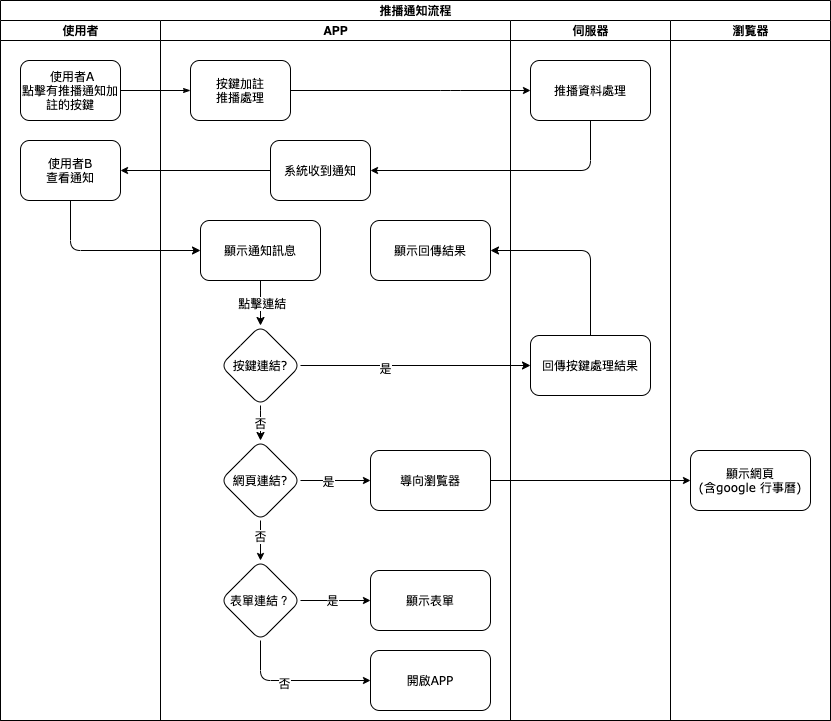 推播通知流程
使用者
APP
伺服器
瀏覽器
使用者A
點擊有推播通知加
註的按鍵
按鍵加註
推播處理
推播資料處理
使用者B
查看通知
系統收到通知
顯示通知訊息
顯示回傳結果
點擊連結
按鍵連結?
是
回傳按鍵處理結果
否
網頁連結?
是
導向瀏覽器
顯示網頁
(含google 行事曆)
否
表單連結？
是
顯示表單
否
開啟APP